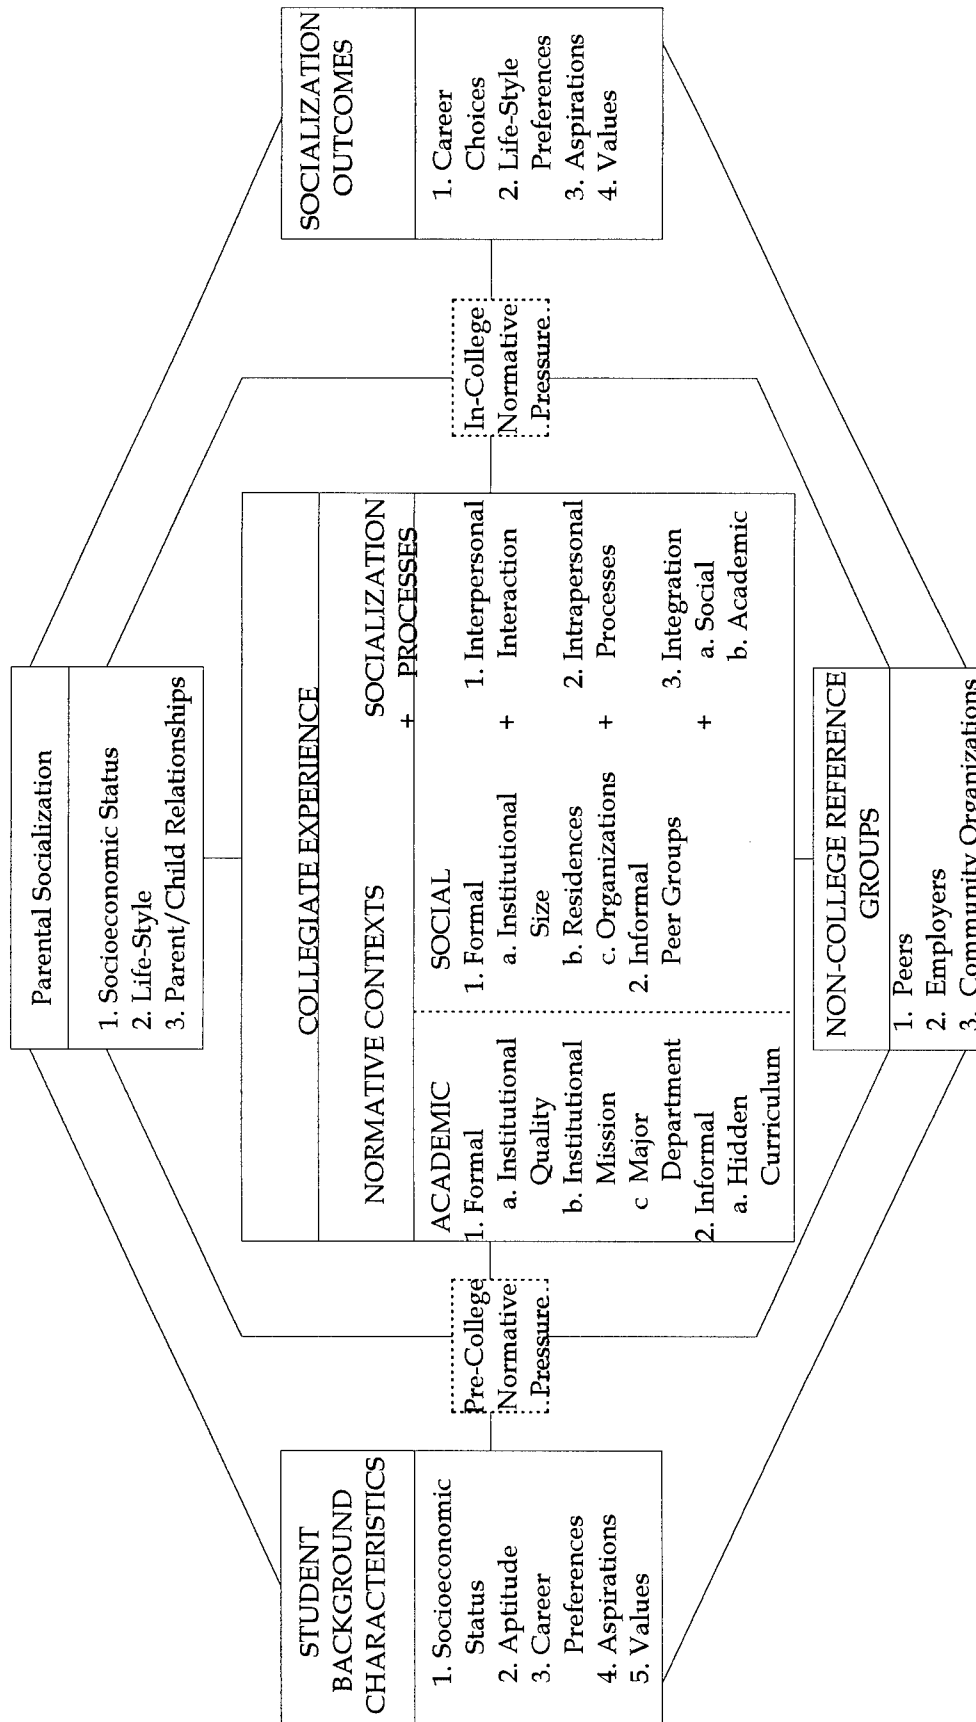 Parental Socialization
1. Socioeconomic Status
2. Life-Style
3. Parent/Child Relationships
STUDENT
BACKGROUND
CHARACTERISTICS
1. Socioeconomic
Status
2. Aptitude
3. Career
Preferences
4. Aspirations
5. Values
Pre-College
Normative
Pressure
COLLEGIATE EXPERIENCE
NORMATIVE CONTEXTS
+
SOCIALIZATION
PROCESSES
ACADEMIC
1. Formal
a. Institutional
Quality
b. Institutional
Mission
c Major
Department
2. Informal
a. Hidden
Curriculum
SOCIAL
1. Formal
a. Institutional
Size
b. Residences
c. Organizations
2. Informal
Peer Groups
+
+
+
1. Interpersonal
Interaction
2. Intrapersonal
Processes
3. Integration
a. Social
b. Academic
In-College
Normative
Pressure
SOCIALIZATION
OUTCOMES
1. Career
Choices
2. Life-Style
Preferences
3. Aspirations
4. Values
NON-COLLEGE REFERENCE
GROUPS
1. Peers
2. Employers
3. Community Organizations